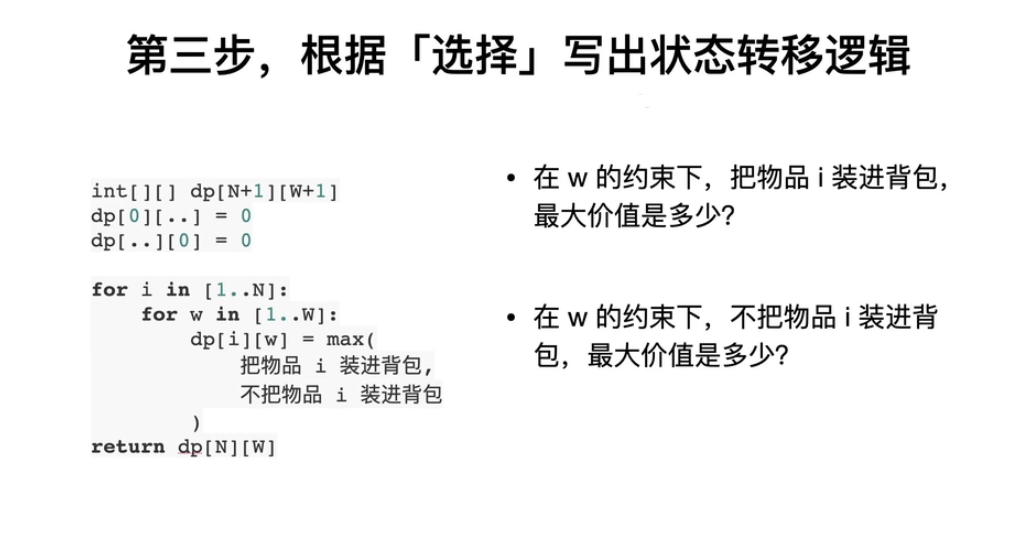 第三步，根据「选择」写出状态转移逻辑
int[][] dp[N+1][W+1]
dp[0][..] = 0
dp[..][0] = 0
for i in [1..N]:
    for w in [1..W]:
        dp[i][w] = max(
            把物品 i 装进背包,
            不把物品 i 装进背包
        )
return dp[N][W]
• 在 w 的约束下，把物品 i 装进背包，
最大价值是多少？
• 在 w 的约束下，不把物品 i 装进背
包，最大价值是多少？